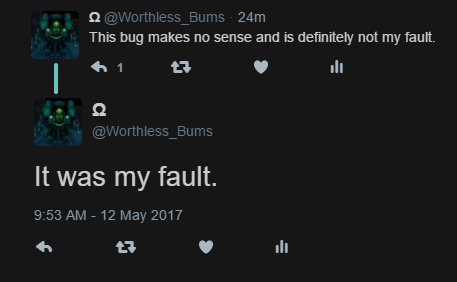 Ω @Worthless_Bums · 24m
This bug makes no sense and is definitely not my fault.
1
Ω
@Worthless_Bums
It was my fault.
9:53 AM - 12 May 2017